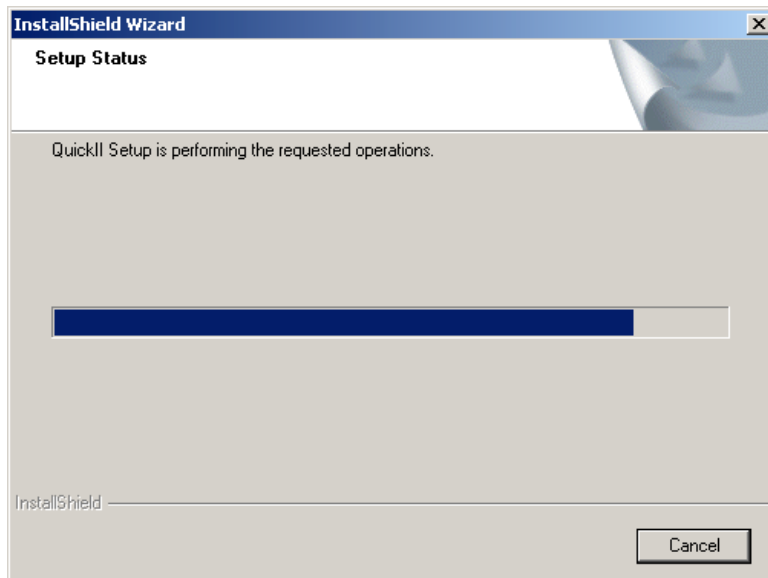 InstallShield Wizard
Setup Status
QuickII Setup is performing the requested operations.
InstallShield
Cancel